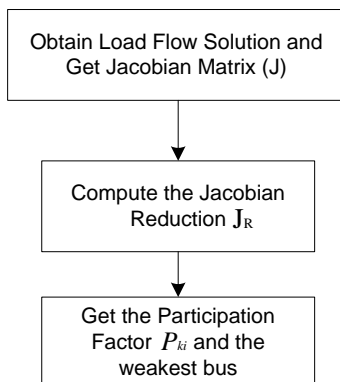 Obtain Load Flow Solution and
Get Jacobian Matrix (J)
Compute the Jacobian
Reduction J_R
Get the Participation
Factor P_ki and the
weakest bus